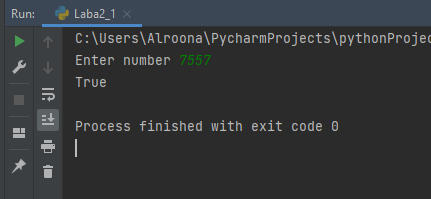 Run: Laba2_1
C:\Users\Alroona\PycharmProjects\pythonProjec
Enter number 7557
True
Process finished with exit code 0